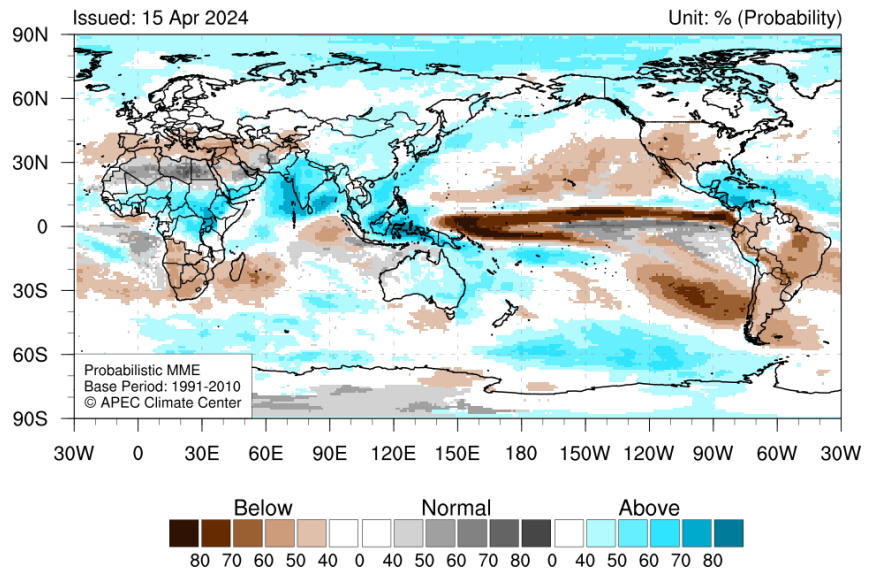 Issued: 15 Apr 2024 Unit: % (Probability)
90N
60N
30N
0
30S
60S
90S
Probabilistic MME
Base Period: 1991-2010
© APEC Climate Center
30W 0 30E 60E 90E 120E 150E 180 150W 120W 90W 60W 30W
Below Normal Above
80 70 60 50 40 0 40 50 60 70 80 0 40 50 60 70 80